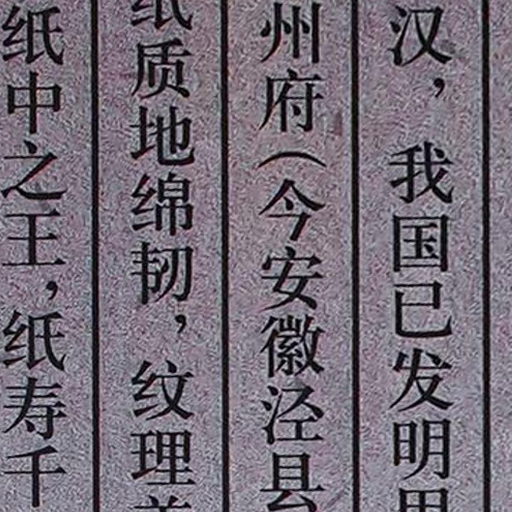 汉，我国已发明用
州府（今安徽泾县
纸质地绵韧，纹理
纸中之王，纸寿千